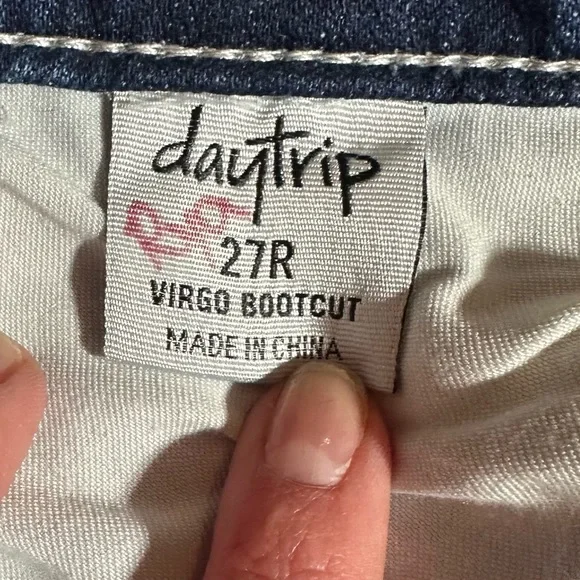 daytrip
27R
VIRGO BOOTCUT
MADE IN CHINA